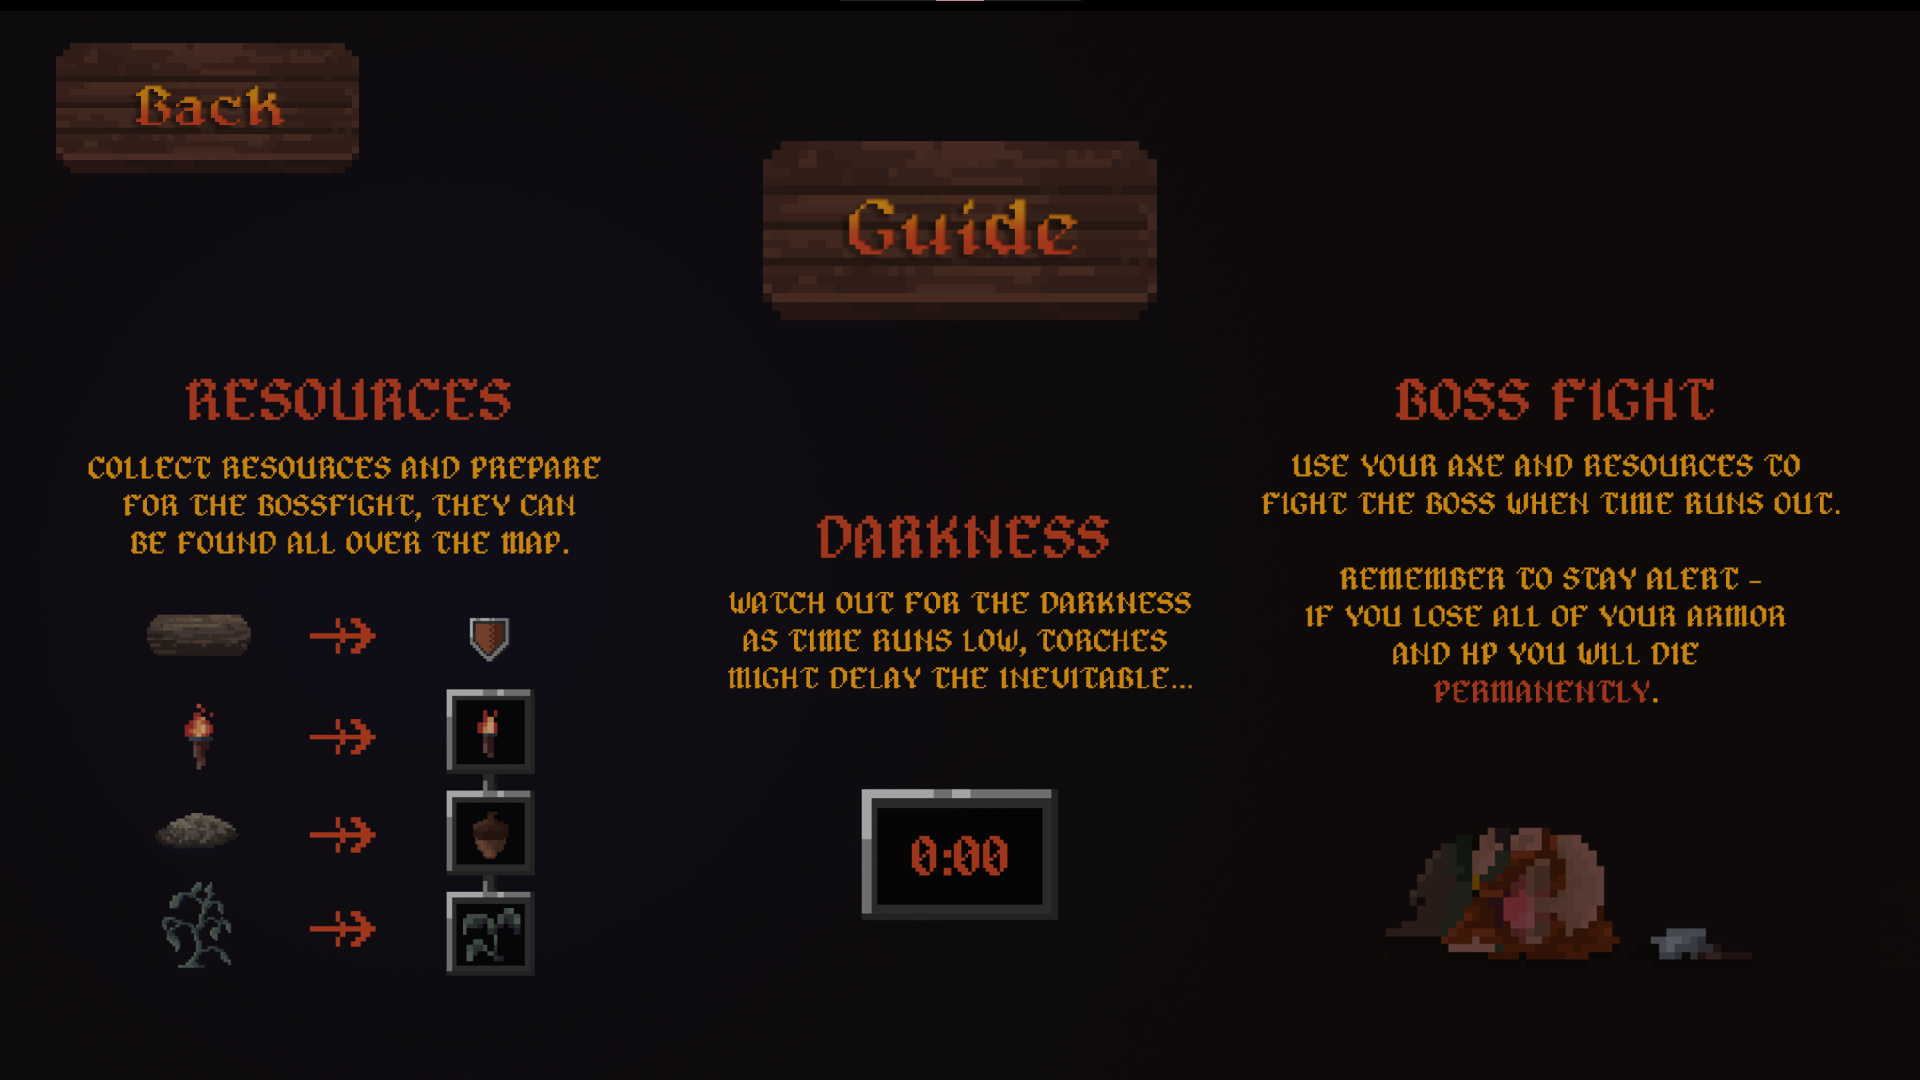 Back
Guide
RESOURCES
COLLECT RESOURCES AND PREPARE
FOR THE BOSSFIGHT, THEY CAN
BE FOUND ALL OVER THE MAP.
DARKNESS
WATCH OUT FOR THE DARKNESS
AS TIME RUNS LOW, TORCHES
MIGHT DELAY THE INEVITABLE...
0:00
BOSS FIGHT
USE YOUR AXE AND RESOURCES TO
FIGHT THE BOSS WHEN TIME RUNS OUT.
REMEMBER TO STAY ALERT -
IF YOU LOSE ALL OF YOUR ARMOR
AND HP YOU WILL DIE
PERMANENTLY.